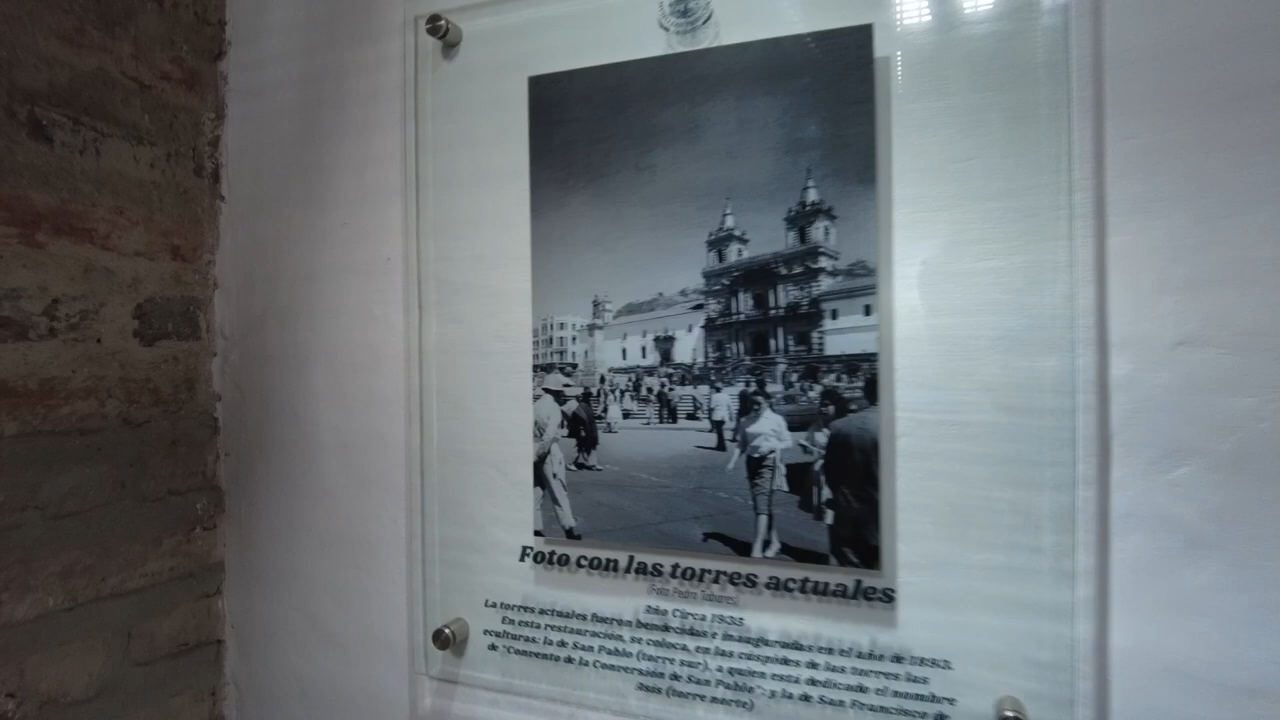 Foto con las torres actuales
(Foto Pedro Tabares)
Año Circa 1935
La torres actuales fueron bendecidas e inauguradas en el año de 1893.
En esta restauración, se coloca, en las cúspides de las torres las
eculturas: la de San Pablo (torre sur), a quien está dedicado el nombre
de "Convento de la Conversión de San Pablo"- y la de San Francisco de
Asís (torre norte)